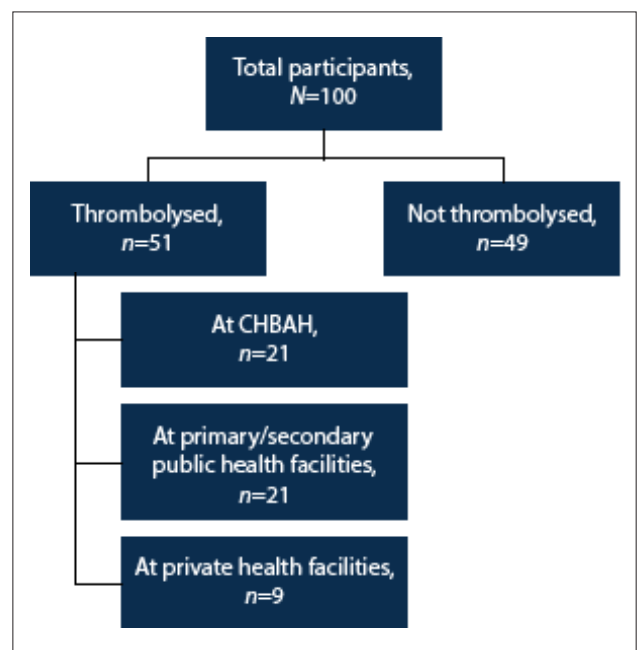 Total participants,
N=100
Thrombolysed,
n=51
Not thrombolysed,
n=49
At CHBAH,
n=21
At primary/secondary
public health facilities,
n=21
At private health facilities,
n=9